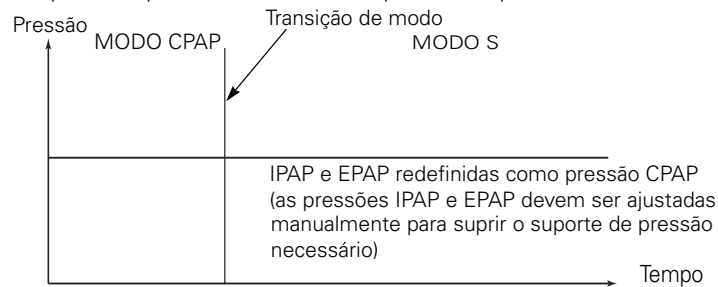 Transição de modo
Pressão
MODO CPAP
MODO S
IPAP e EPAP redefinidas como pressão CPAP
(as pressões IPAP e EPAP devem ser ajustadas
manualmente para suprir o suporte de pressão
necessário)
Tempo